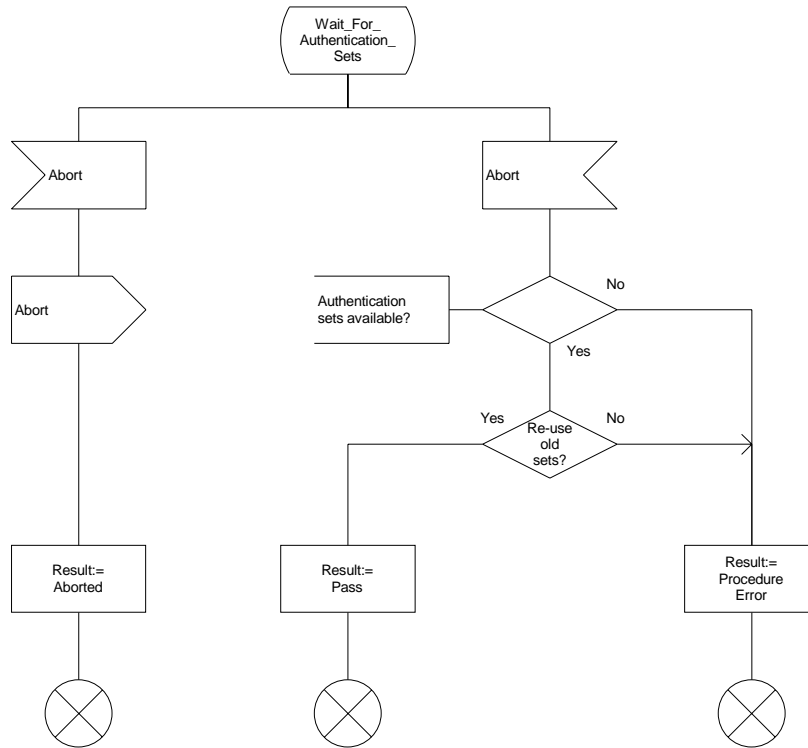 Wait_For_
Authentication_
Sets
Abort
Abort
Abort
Authentication
sets available?
No
Yes
Yes
Re-use
old
sets?
No
Result:=
Aborted
Result:=
Pass
Result:=
Procedure
Error